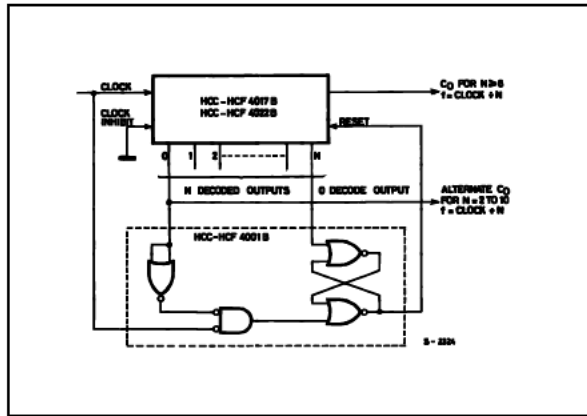 CLOCK
HCC-HCF 4017B
HCC-HCF 4022B
CO FOR N≥6
f = CLOCK ÷ N
CLOCK
INHIBIT
RESET
0 1 2 N
N DECODED OUTPUTS
0 DECODE OUTPUT
ALTERNATE CO
FOR N = 2 TO 10
f = CLOCK ÷ N
HCC-HCF 4001B
S-2324